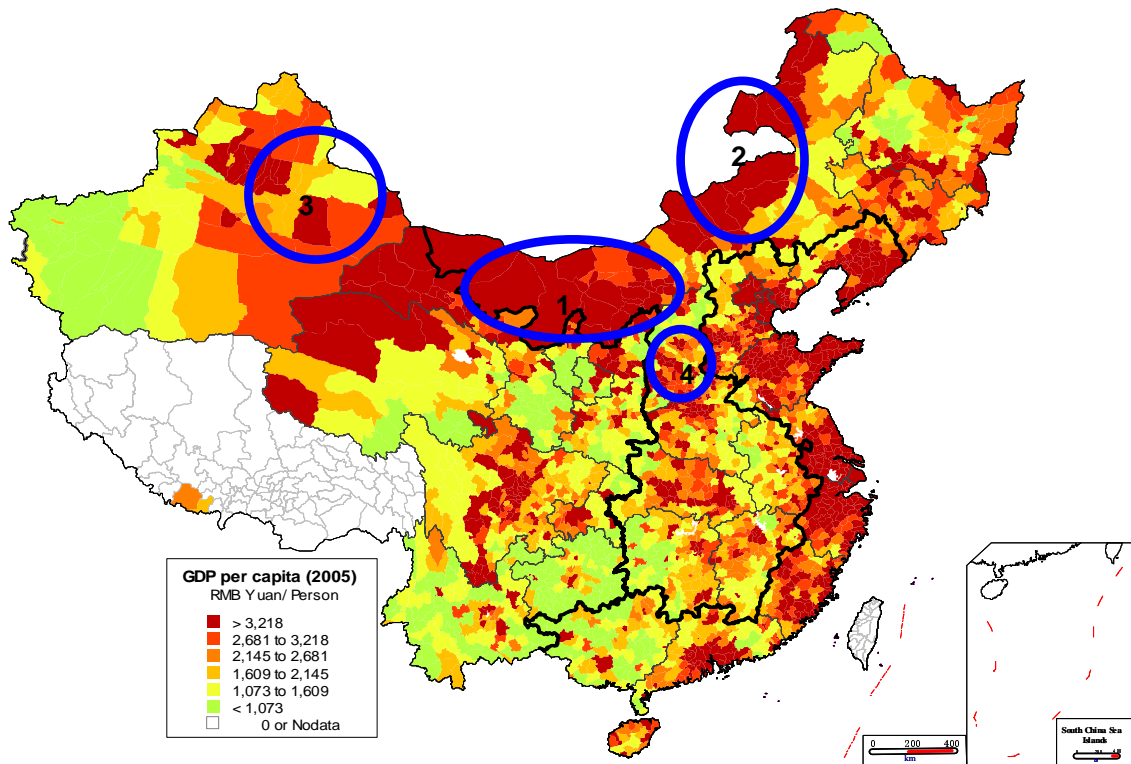 2
3
1
4
GDP per capita (2005)
RMB Yuan/ Person
> 3,218
2,681 to 3,218
2,145 to 2,681
1,609 to 2,145
1,073 to 1,609
< 1,073
0 or Nodata
0 200 400
km
South China Sea
Islands